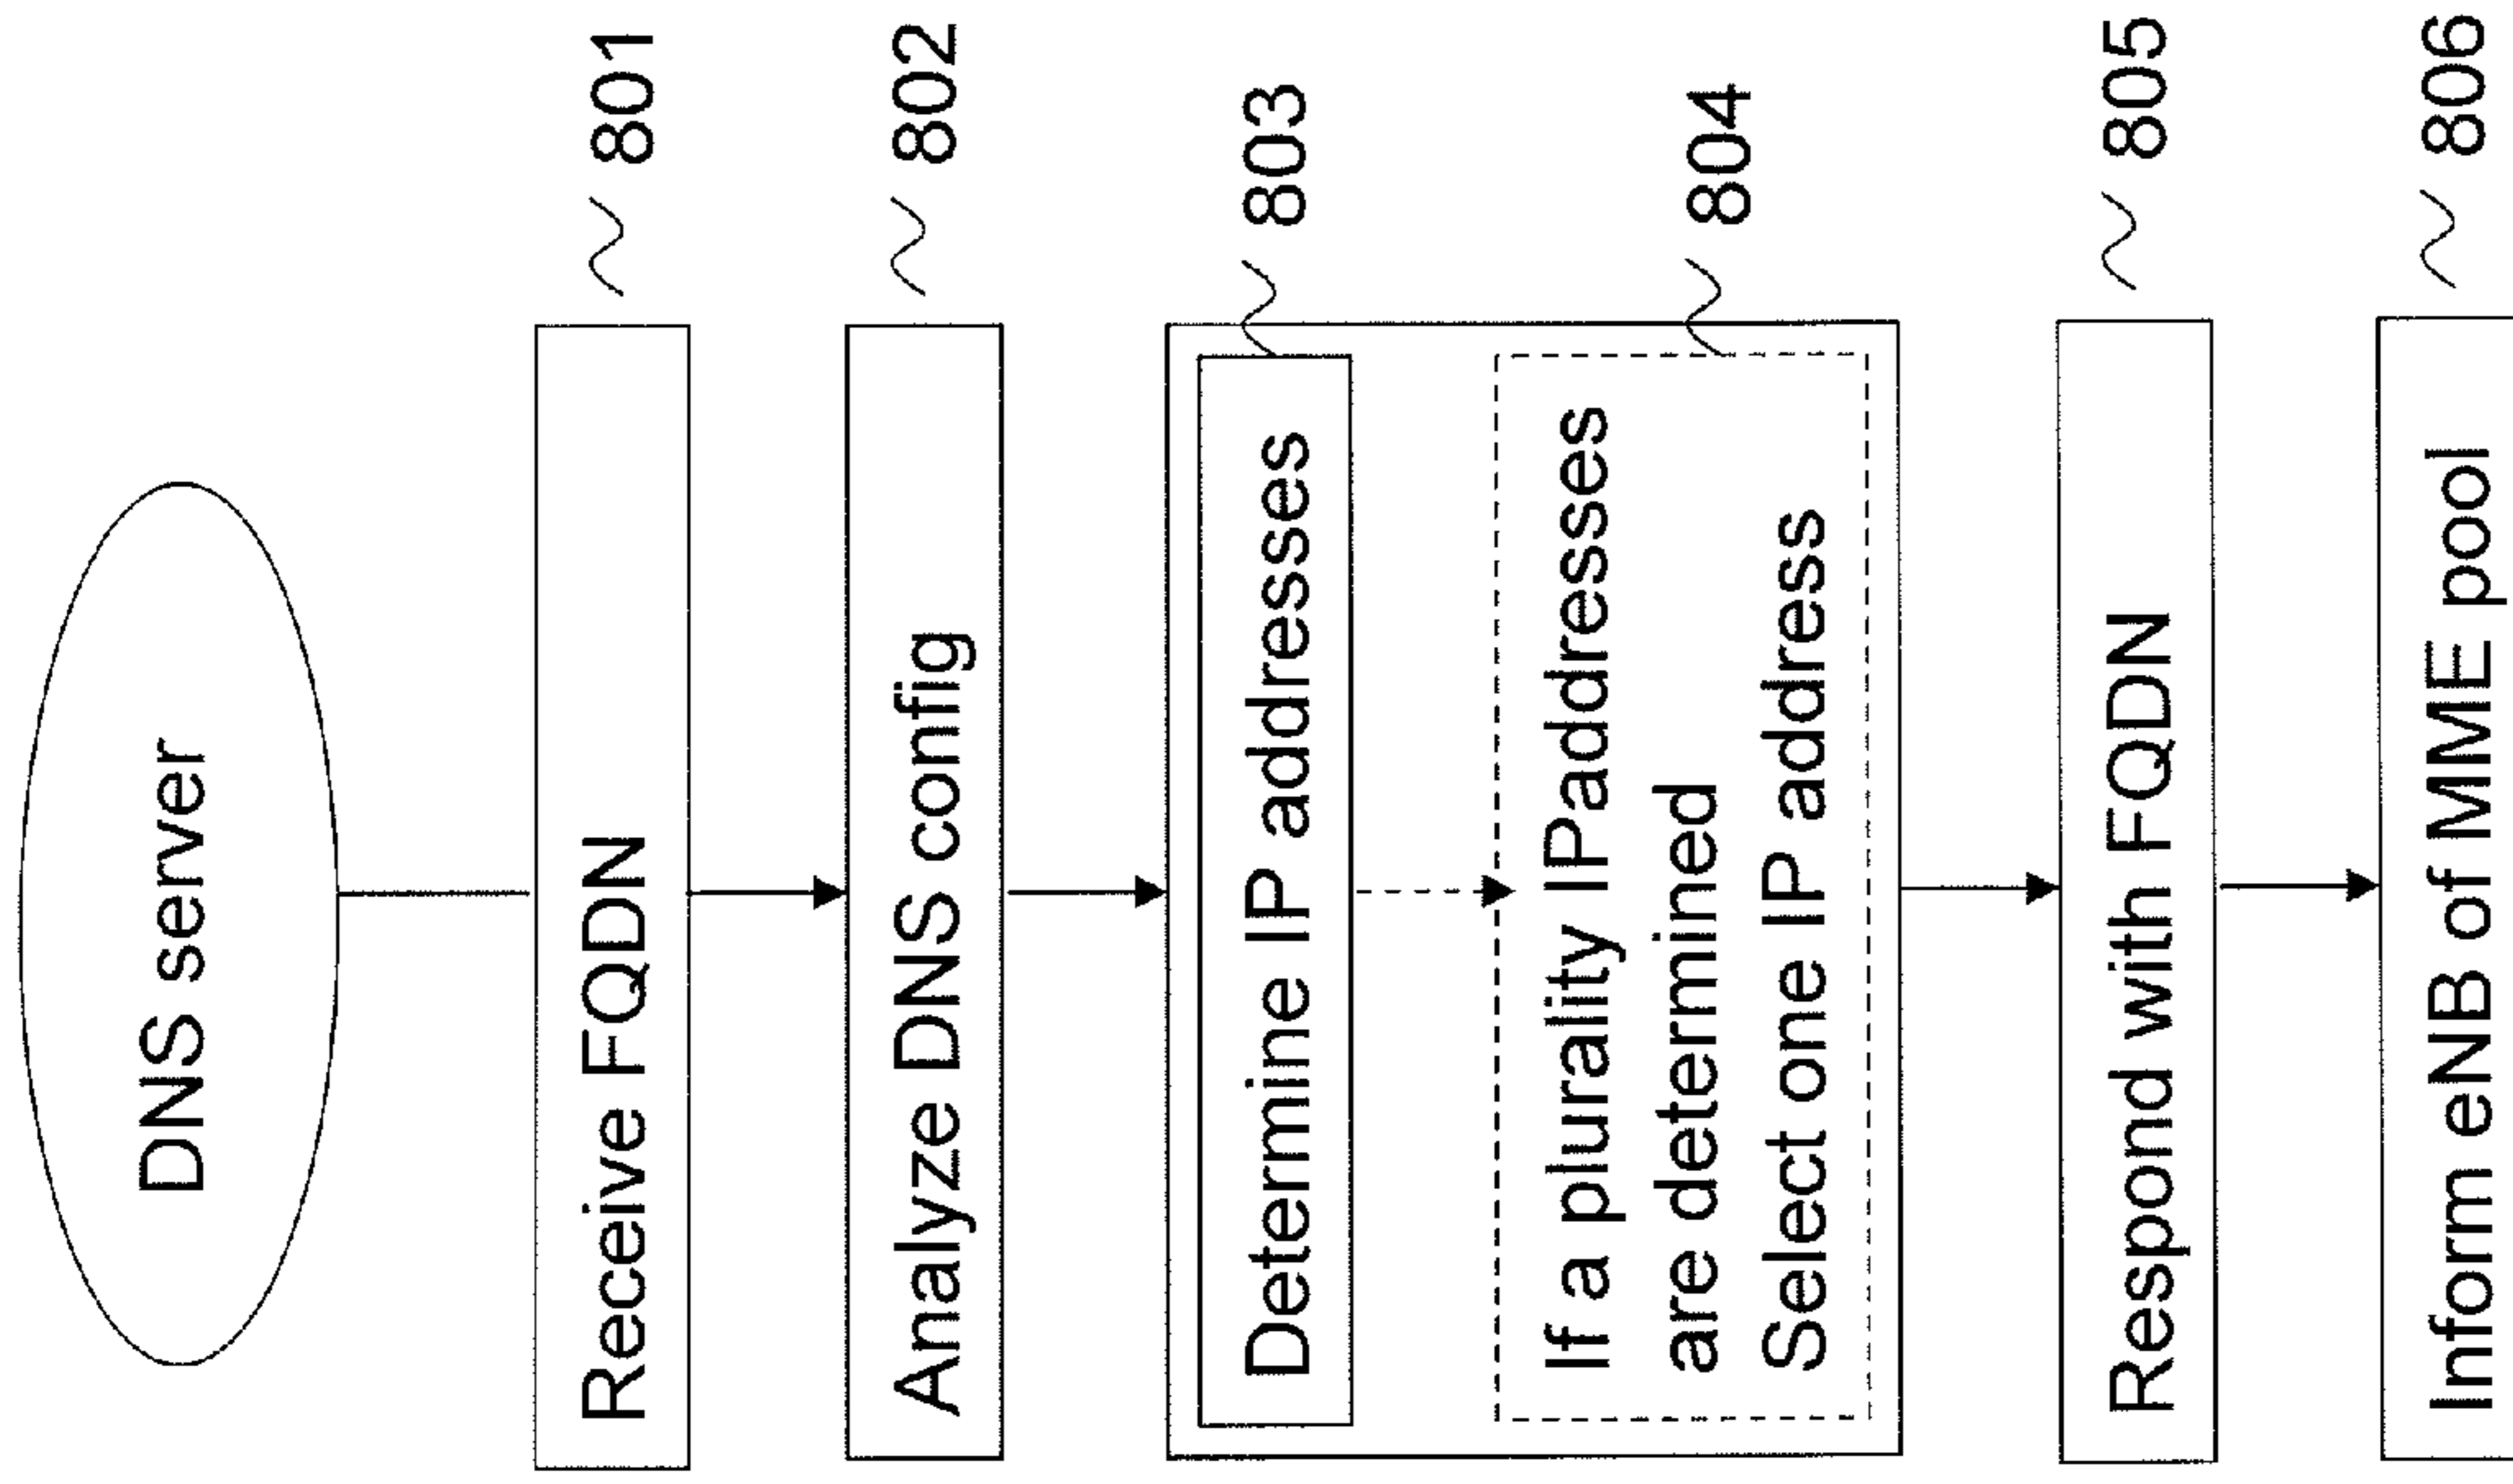 DNS server
Receive FQDN
801
Analyze DNS config
802
Determine IP addresses
803
If a plurality IPaddresses
are determined
Select one IP address
804
Respond with FQDN
805
Inform eNB of MME pool
806